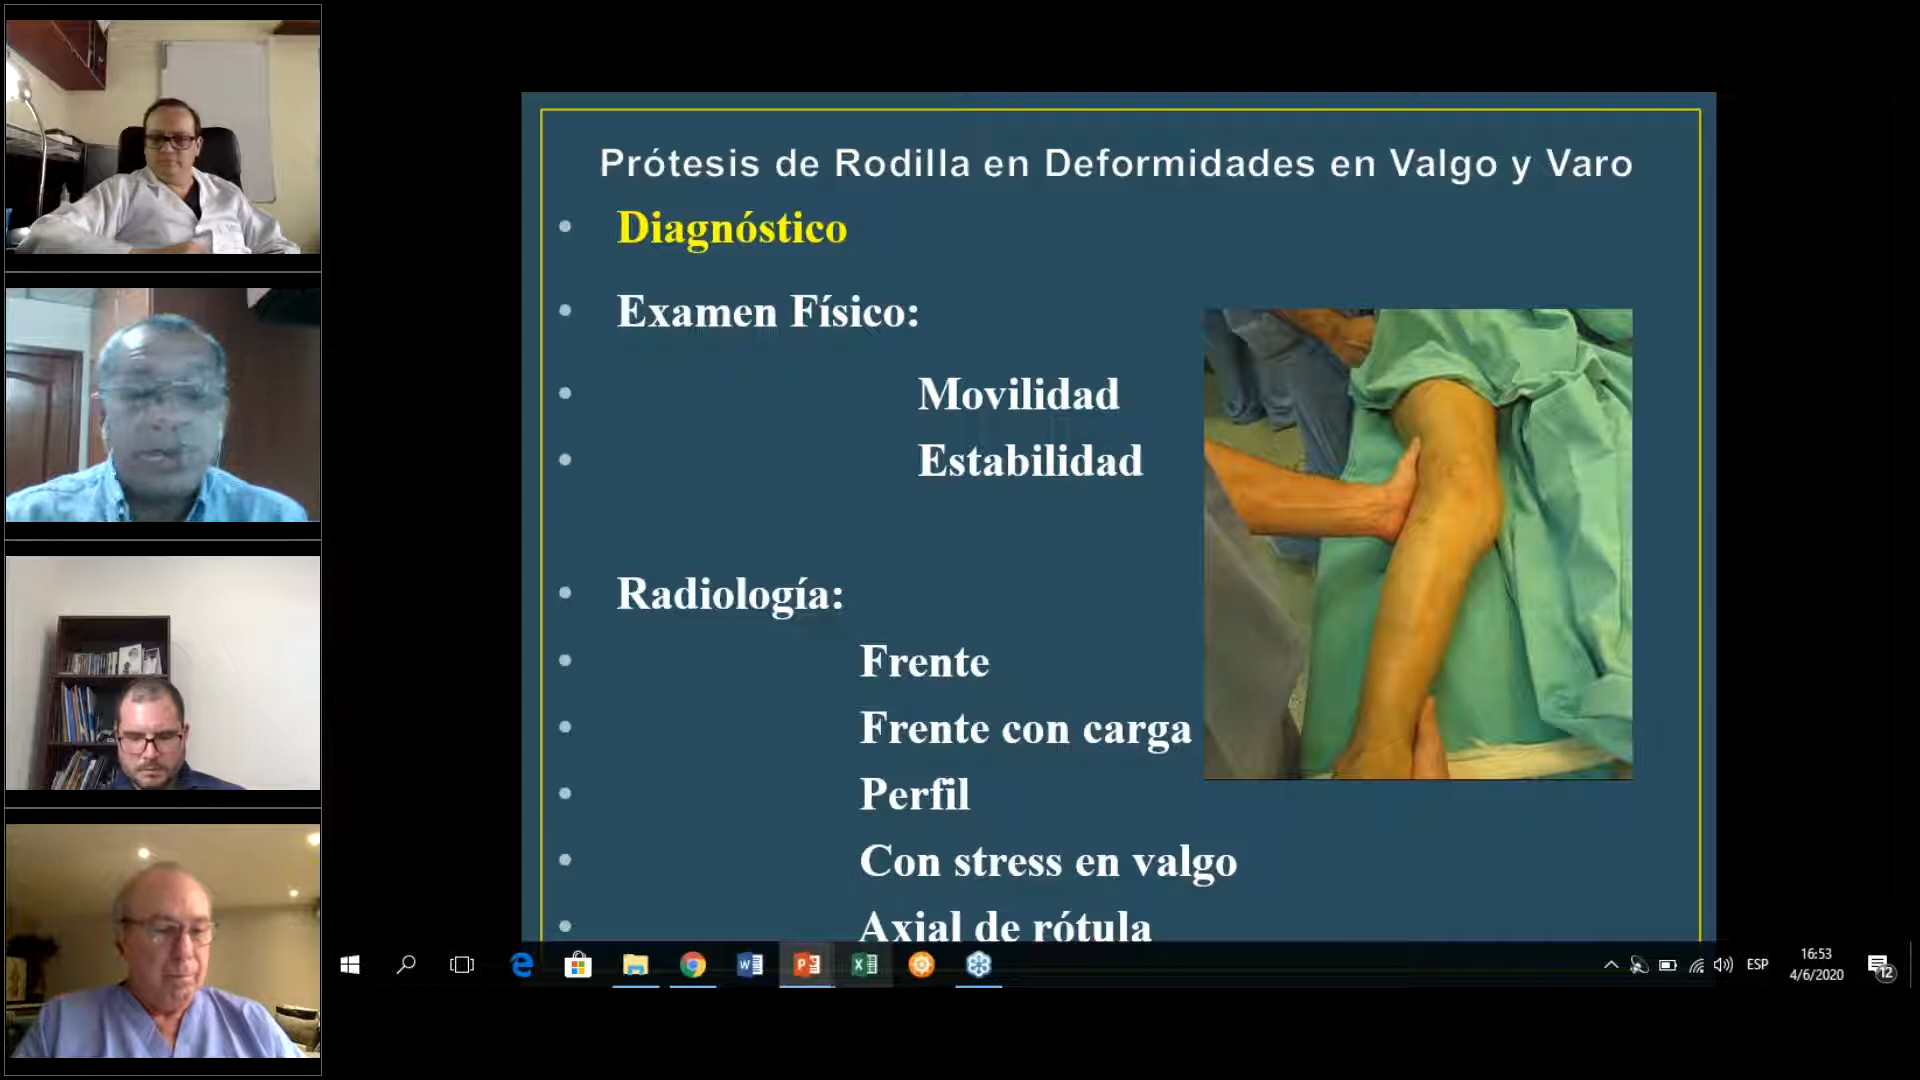 Prótesis de Rodilla en Deformidades en Valgo y Varo
Diagnóstico
Examen Físico:
Movilidad
Estabilidad
Radiología:
Frente
Frente con carga
Perfil
Con stress en valgo
Axial de rótula
ESP
16:53
4/6/2020
12